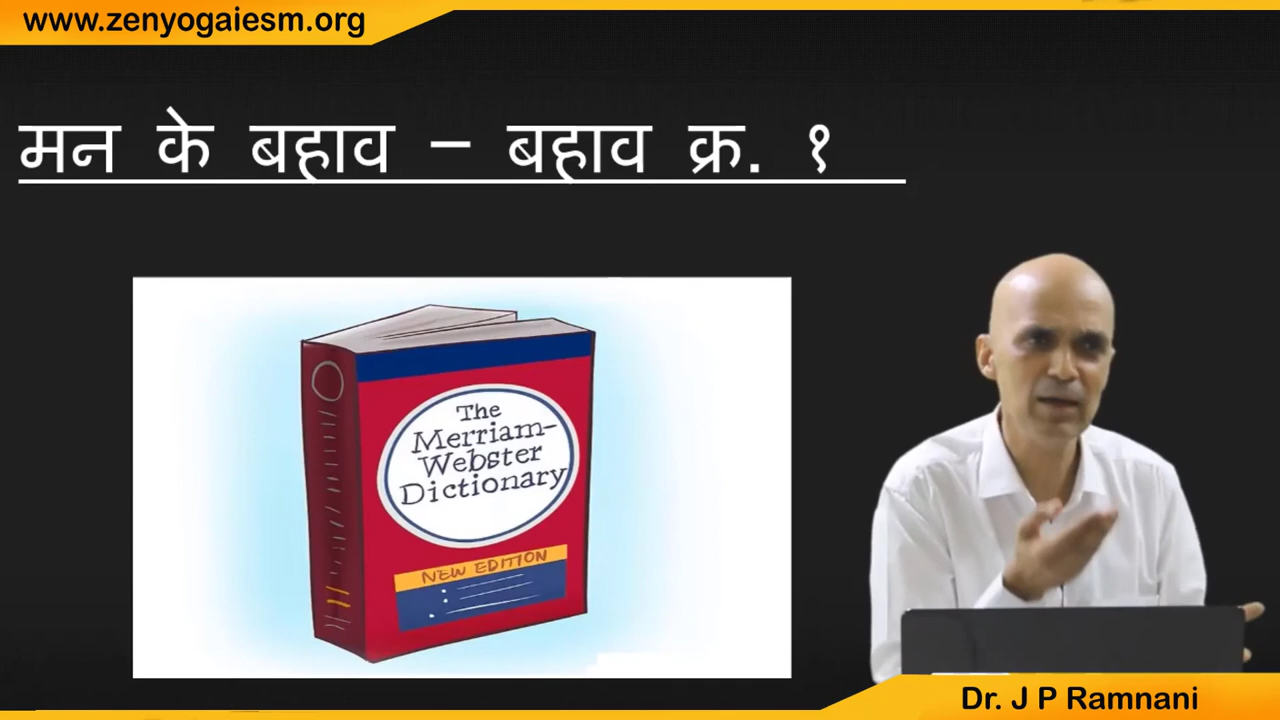 www.zenyogaiesm.org
मन के बहाव – बहाव क्र. १
The
Merriam-
Webster
Dictionary
NEW EDITION
Dr. J P Ramnani